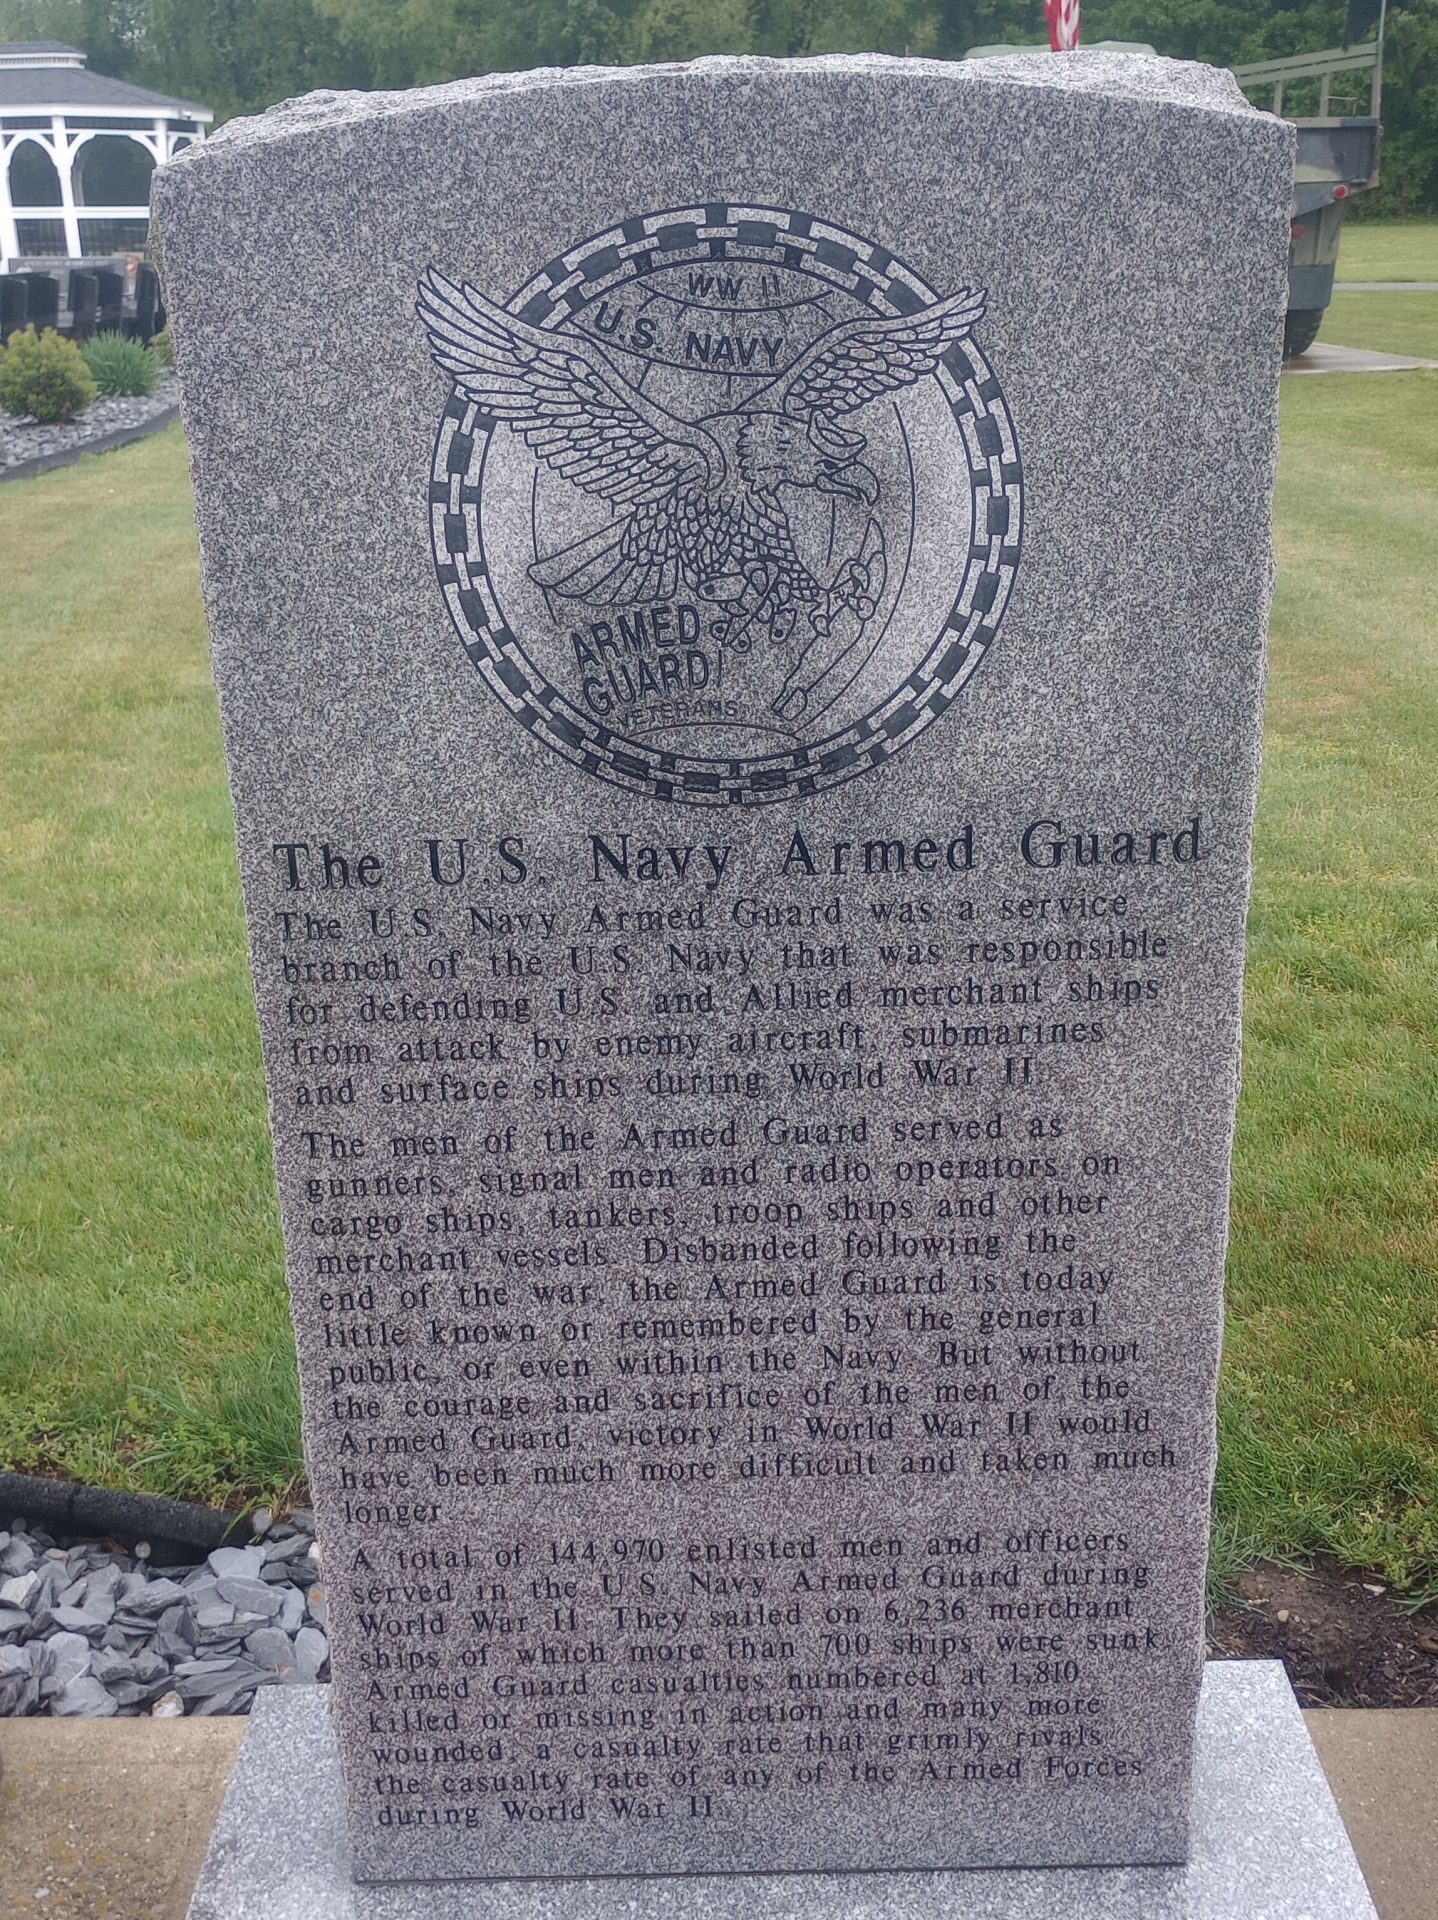 WW II
U.S. NAVY
ARMED
GUARD
VETERANS
The U.S. Navy Armed Guard
The U.S. Navy Armed Guard was a service
branch of the U.S. Navy that was responsible
for defending U.S. and Allied merchant ships
from attack by enemy aircraft, submarines
and surface ships during World War II.
The men of the Armed Guard served as
gunners, signal men and radio operators on
cargo ships, tankers, troop ships and other
merchant vessels. Disbanded following the
end of the war, the Armed Guard is today
little known or remembered by the general
public, or even within the Navy. But without
the courage and sacrifice of the men of the
Armed Guard, victory in World War II would
have been much more difficult and taken much
longer.
A total of 144,970 enlisted men and officers
served in the U.S. Navy Armed Guard during
World War II. They sailed on 6,236 merchant
ships of which more than 700 ships were sunk.
Armed Guard casualties numbered at 1,810
killed or missing in action and many more
wounded, a casualty rate that grimly rivals
the casualty rate of any of the Armed Forces
during World War II.